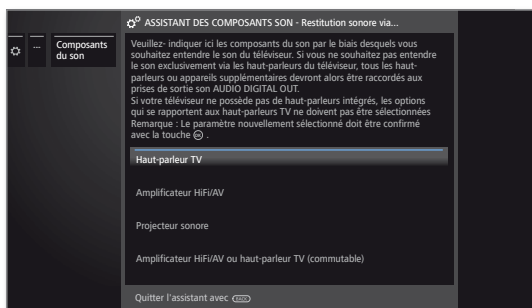 ASSISTANT DES COMPOSANTS SON - Restitution sonore via...
...
Composants
du son
Veuillez- indiquer ici les composants du son par le biais desquels vous
souhaitez entendre le son du téléviseur. Si vous ne souhaitez pas entendre
le son exclusivement via les haut-parleurs du téléviseur, tous les haut-
parleurs ou appareils supplémentaires devront alors être raccordés aux
prises de sortie son AUDIO DIGITAL OUT.
Si votre téléviseur ne possède pas de haut-parleurs intégrés, les options
qui se rapportent aux haut-parleurs TV ne doivent pas être sélectionnées
Remarque : Le paramètre nouvellement sélectionné doit être confirmé
avec la touche OK .
Haut-parleur TV
Amplificateur HiFi/AV
Projecteur sonore
Amplificateur HiFi/AV ou haut-parleur TV (commutable)
Quitter l'assistant avec BACK